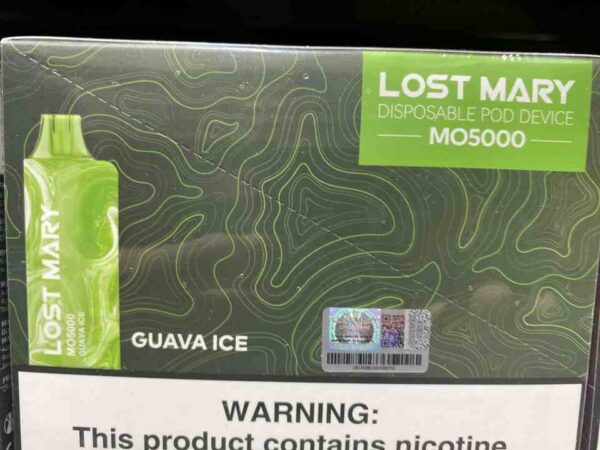 LOST MARY
DISPOSABLE POD DEVICE
MO5000
LOST MARY
MO5000
GUAVA ICE
GUAVA ICE
WARNING:
This product contains nicotine.